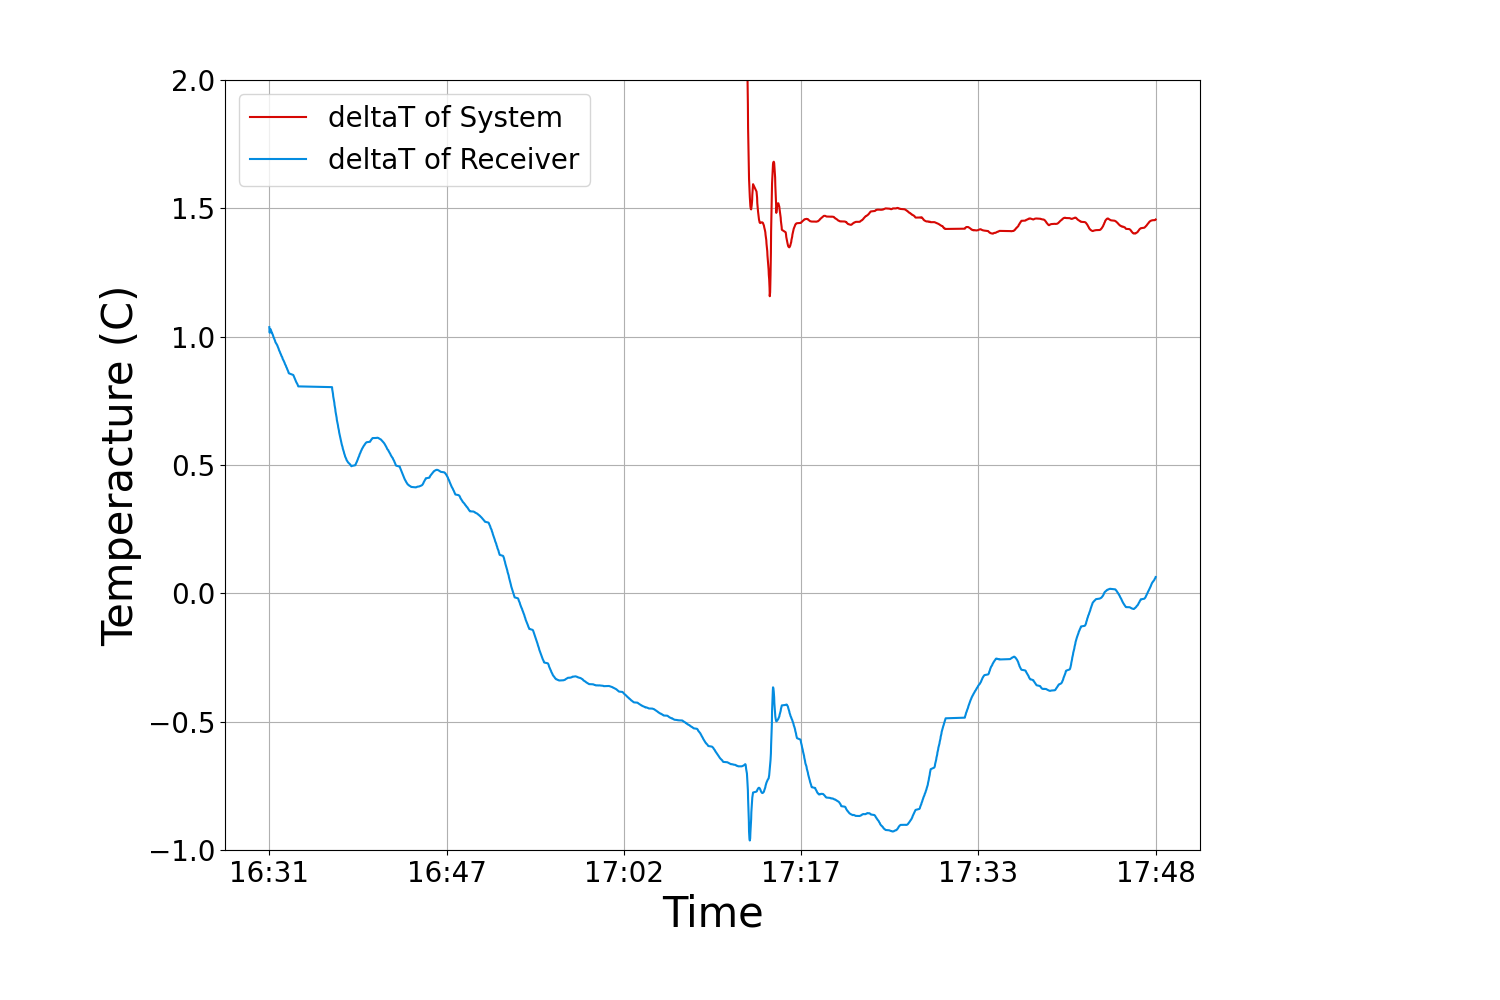 2.0
1.5
1.0
0.5
0.0
−0.5
−1.0
deltaT of System
deltaT of Receiver
Temperacture (C)
16:31 16:47 17:02 17:17 17:33 17:48
Time